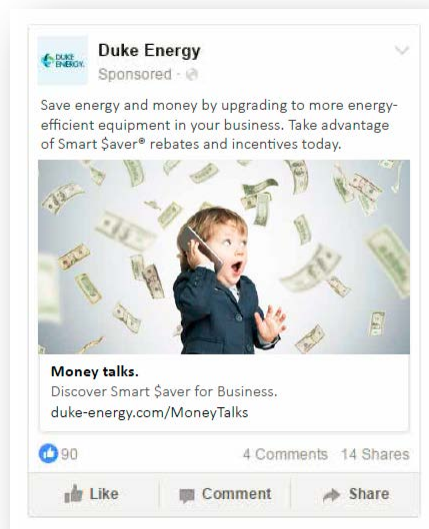 DUKE
ENERGY.
Duke Energy
Sponsored ·
Save energy and money by upgrading to more energy-
efficient equipment in your business. Take advantage
of Smart $aver® rebates and incentives today.
Money talks.
Discover Smart $aver for Business.
duke-energy.com/MoneyTalks
90
4 Comments 14 Shares
Like Comment Share